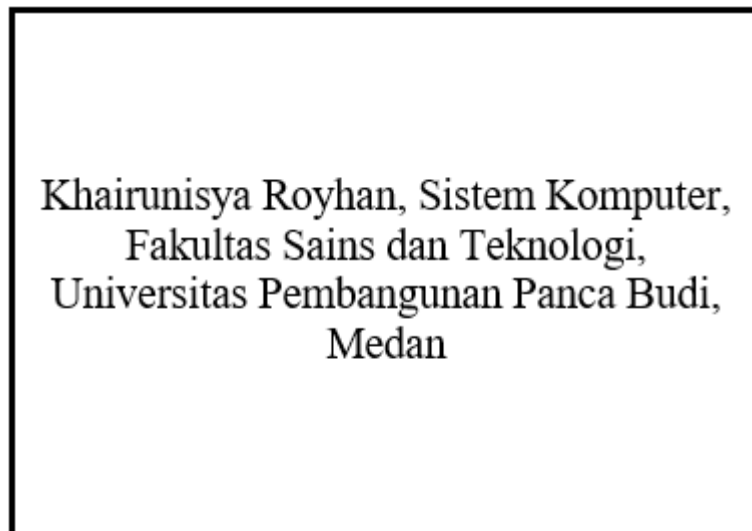 Khairunisya Royhan, Sistem Komputer,
Fakultas Sains dan Teknologi,
Universitas Pembangunan Panca Budi,
Medan